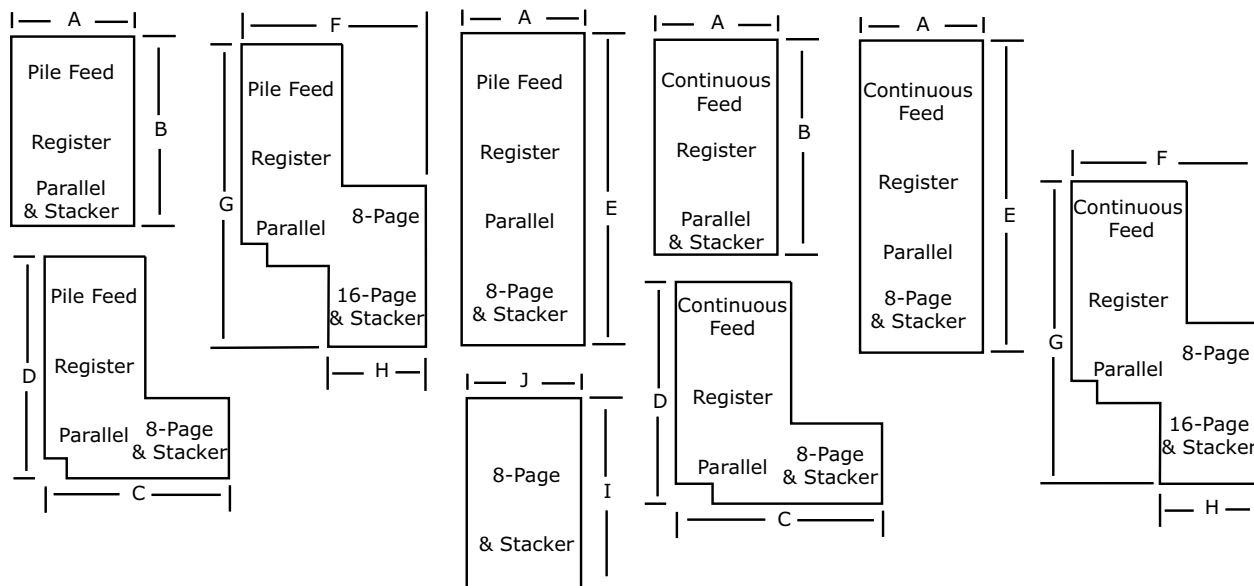 A
Pile Feed
Register
Parallel
& Stacker
B
F
Pile Feed
Register
Parallel
8-Page
16-Page
& Stacker
G
H
A
Pile Feed
Register
Parallel
8-Page
& Stacker
E
A
Continuous
Feed
Register
Parallel
& Stacker
B
A
Continuous
Feed
Register
Parallel
8-Page
& Stacker
E
F
Continuous
Feed
Register
8-Page
Parallel
16-Page
& Stacker
G
H
Pile Feed
Register
Parallel
8-Page
& Stacker
D
C
J
8-Page
& Stacker
I
Continuous
Feed
Register
Parallel
8-Page
& Stacker
D
C